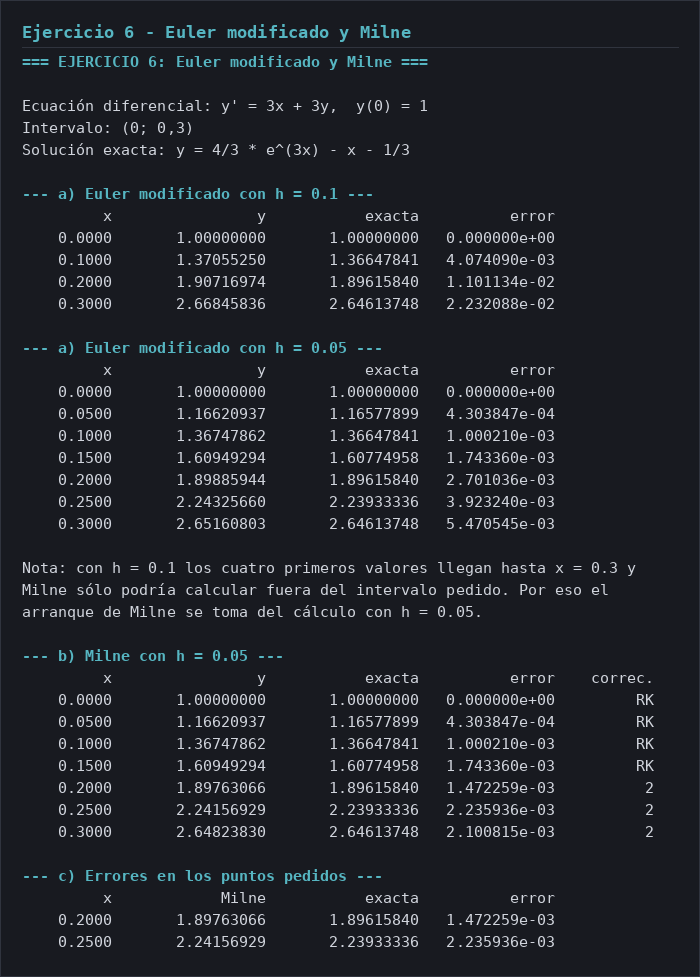 Ejercicio 6 - Euler modificado y Milne
=== EJERCICIO 6: Euler modificado y Milne ===
Ecuación diferencial: y' = 3x + 3y,  y(0) = 1
Intervalo: (0; 0,3)
Solución exacta: y = 4/3 * e^(3x) - x - 1/3
--- a) Euler modificado con h = 0.1 ---
x y exacta error
0.0000 1.00000000 1.00000000 0.000000e+00
0.1000 1.37055250 1.36647841 4.074090e-03
0.2000 1.90716974 1.89615840 1.101134e-02
0.3000 2.66845836 2.64613748 2.232088e-02
--- a) Euler modificado con h = 0.05 ---
x y exacta error
0.0000 1.00000000 1.00000000 0.000000e+00
0.0500 1.16620937 1.16577899 4.303847e-04
0.1000 1.36747862 1.36647841 1.000210e-03
0.1500 1.60949294 1.60774958 1.743360e-03
0.2000 1.89885944 1.89615840 2.701036e-03
0.2500 2.24325660 2.23933336 3.923240e-03
0.3000 2.65160803 2.64613748 5.470545e-03
Nota: con h = 0.1 los cuatro primeros valores llegan hasta x = 0.3 y
Milne sólo podría calcular fuera del intervalo pedido. Por eso el
arranque de Milne se toma del cálculo con h = 0.05.
--- b) Milne con h = 0.05 ---
x y exacta error correc.
0.0000 1.00000000 1.00000000 0.000000e+00 RK
0.0500 1.16620937 1.16577899 4.303847e-04 RK
0.1000 1.36747862 1.36647841 1.000210e-03 RK
0.1500 1.60949294 1.60774958 1.743360e-03 RK
0.2000 1.89763066 1.89615840 1.472259e-03 2
0.2500 2.24156929 2.23933336 2.235936e-03 2
0.3000 2.64823830 2.64613748 2.100815e-03 2
--- c) Errores en los puntos pedidos ---
x Milne exacta error
0.2000 1.89763066 1.89615840 1.472259e-03
0.2500 2.24156929 2.23933336 2.235936e-03